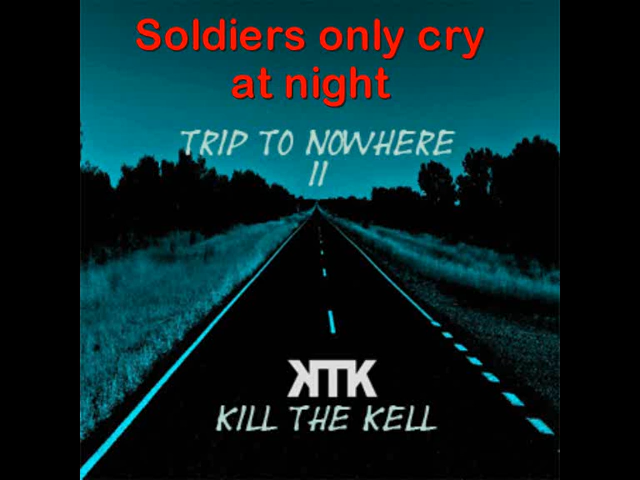 Soldiers only cry
at night
TRIP TO NOWHERE
II
KTK
KILL THE KELL